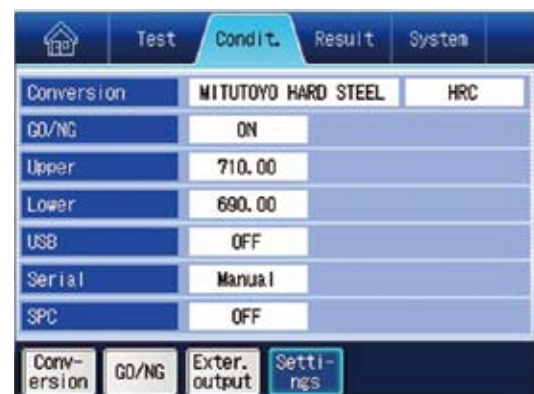 Test Condit. Result System
Conversion MITUTOYO HARD STEEL HRC
GO/NG ON
Upper 710.00
Lower 690.00
USB OFF
Serial Manual
SPC OFF
Conv- GO/NG Exter. Setti-
ersion output ngs